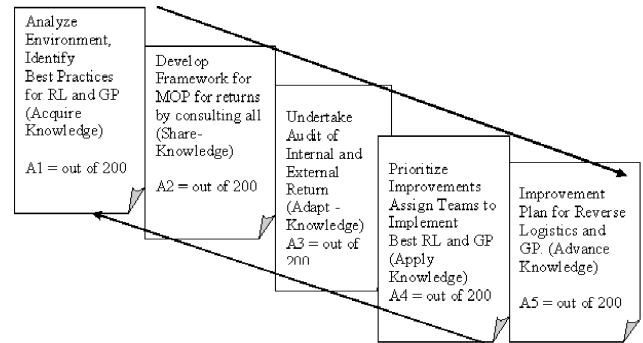 Analyze
Environment,
Identify
Best Practices
for RL and GP
(Acquire
Knowledge)
A1 = out of 200
Develop
Framework for
MOP for returns
by consulting all
(Share-
Knowledge)
A2 = out of 200
Undertake
Audit of
Internal and
External
Return
(Adapt -
Knowledge)
A3 = out of
200
Prioritize
Improvements
Assign Teams to
Implement
Best RL and GP
(Apply
Knowledge)
A4 = out of 200
Improvement
Plan for Reverse
Logistics and
GP. (Advance
Knowledge)
A5 = out of 200